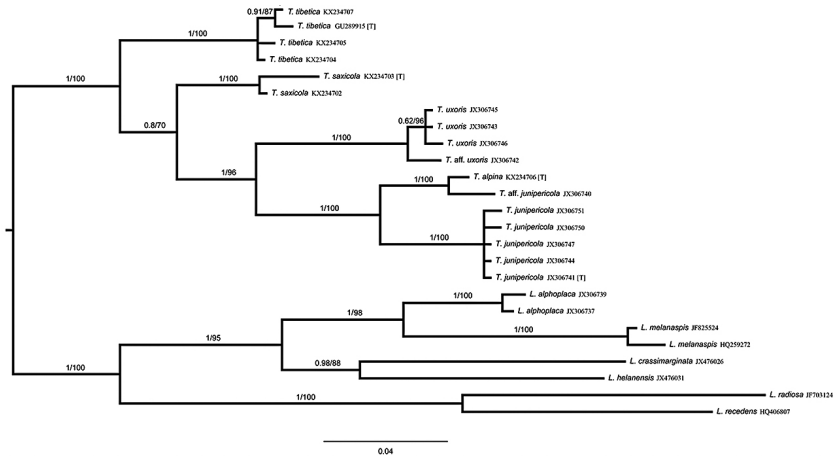 0.91/87
T. tibetica KX234707
T. tibetica GU289915 [T]
1/100
T. tibetica KX234705
T. tibetica KX234704
1/100
1/100
T. saxicola KX234703 [T]
T. saxicola KX234702
0.8/70
T. uxoris JX306745
0.62/96
T. uxoris JX306743
1/100
T. uxoris JX306746
T. aff. uxoris JX306742
1/96
1/100
T. alpina KX234706 [T]
T. aff. junipericola JX306740
1/100
T. junipericola JX306751
T. junipericola JX306750
1/100
T. junipericola JX306747
T. junipericola JX306744
T. junipericola JX306741 [T]
1/100
L. alphoplaca JX306739
1/98
L. alphoplaca JX306737
1/100
L. melanaspis JF825524
1/95
L. melanaspis HQ259272
0.98/88
L. crassimarginata JX476026
1/100
L. helanensis JX476031
1/100
L. radiosa JF703124
L. recedens HQ406807
0.04